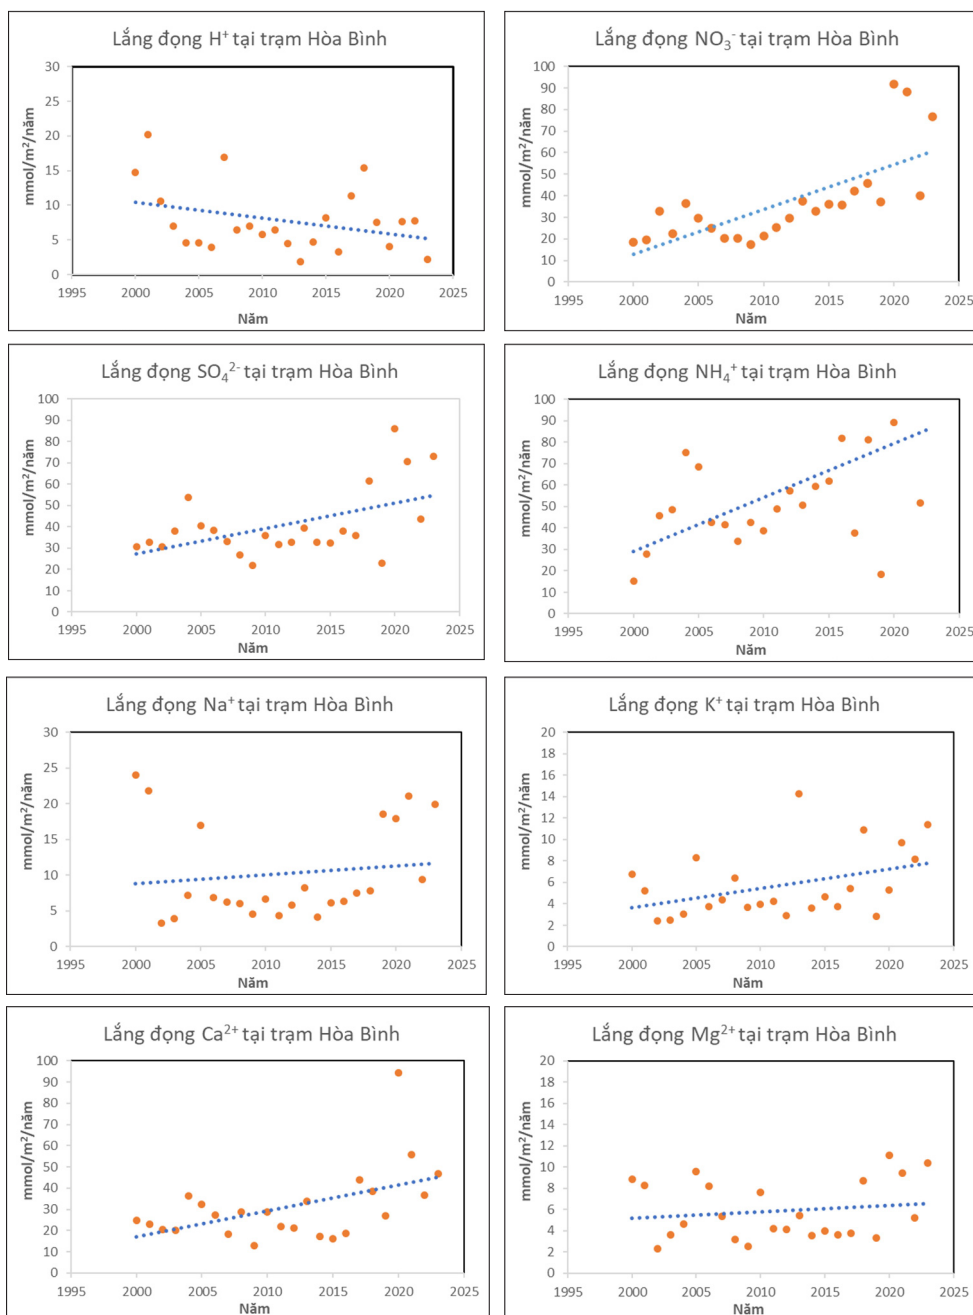 Lắng đọng H⁺ tại trạm Hòa Bình
30
25
20
15
10
5
0
1995 2000 2005 2010 2015 2020 2025
mmol/m²/năm
Năm
Lắng đọng NO₃⁻ tại trạm Hòa Bình
100
90
80
70
60
50
40
30
20
10
0
1995 2000 2005 2010 2015 2020 2025
mmol/m²/năm
Năm
Lắng đọng SO₄²⁻ tại trạm Hòa Bình
100
90
80
70
60
50
40
30
20
10
0
1995 2000 2005 2010 2015 2020 2025
mmol/m²/năm
Năm
Lắng đọng NH₄⁺ tại trạm Hòa Bình
100
90
80
70
60
50
40
30
20
10
0
1995 2000 2005 2010 2015 2020 2025
mmol/m²/năm
Năm
Lắng đọng Na⁺ tại trạm Hòa Bình
30
25
20
15
10
5
0
1995 2000 2005 2010 2015 2020 2025
mmol/m²/năm
Năm
Lắng đọng K⁺ tại trạm Hòa Bình
20
18
16
14
12
10
8
6
4
2
0
1995 2000 2005 2010 2015 2020 2025
mmol/m²/năm
Năm
Lắng đọng Ca²⁺ tại trạm Hòa Bình
100
90
80
70
60
50
40
30
20
10
0
1995 2000 2005 2010 2015 2020 2025
mmol/m²/năm
Năm
Lắng đọng Mg²⁺ tại trạm Hòa Bình
20
18
16
14
12
10
8
6
4
2
0
1995 2000 2005 2010 2015 2020 2025
mmol/m²/năm
Năm